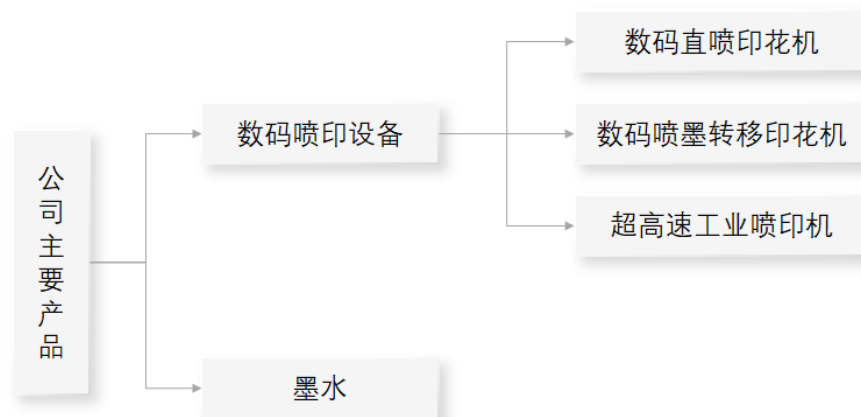 公司主要产品
数码喷印设备
数码直喷印花机
数码喷墨转移印花机
超高速工业喷印机
墨水